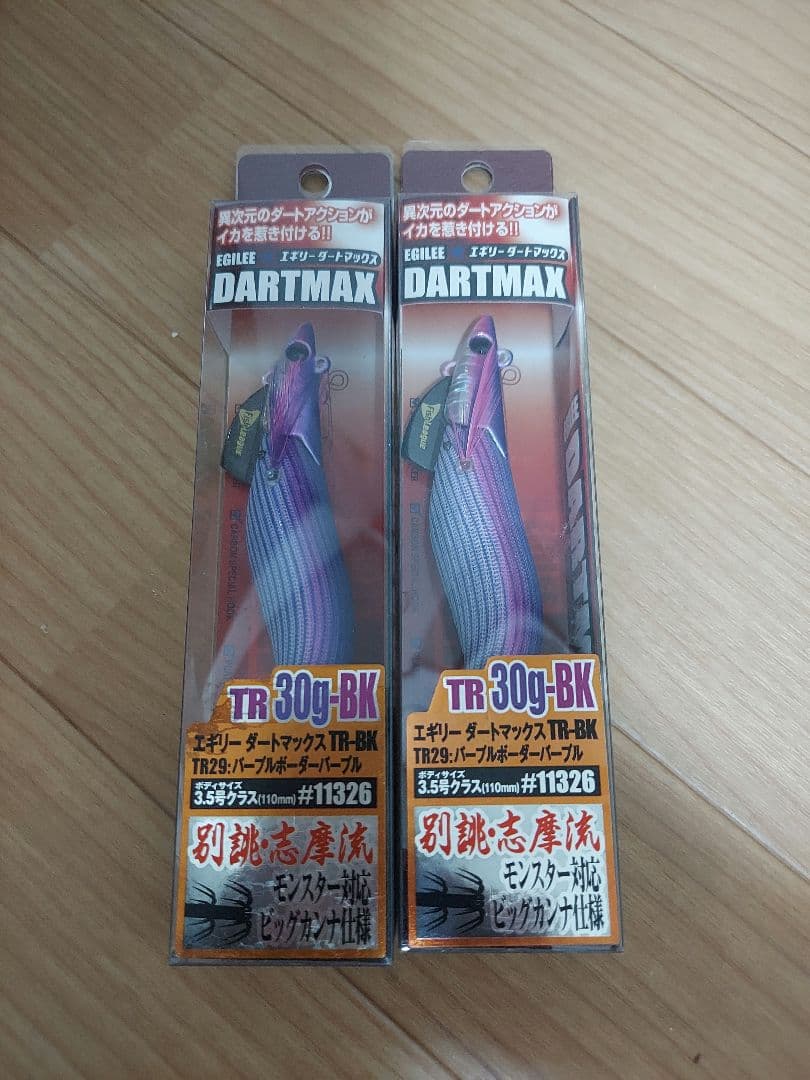 異次元のダートアクションが
イカを惹き付ける!!
EGILEE エギリーダートマックス
DARTMAX
FishLeague
TR 30g-BK
エギリー ダートマックス TR-BK
TR29:パープルボーダーパープル
ボディサイズ
3.5号クラス(110mm) #11326
別誂・志摩流
モンスター対応
ビッグカンナ仕様
異次元のダートアクションが
イカを惹き付ける!!
EGILEE エギリーダートマックス
DARTMAX
FishLeague
DARTM
TR 30g-BK
エギリー ダートマックス TR-BK
TR29:パープルボーダーパープル
ボディサイズ
3.5号クラス(110mm) #11326
別誂・志摩流
モンスター対応
ビッグカンナ仕様